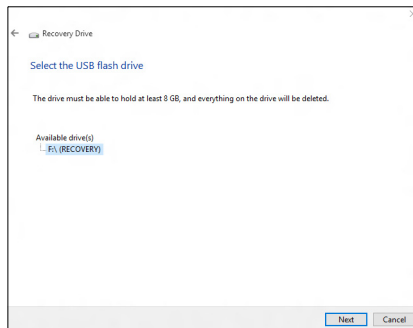 Recovery Drive
Select the USB flash drive
The drive must be able to hold at least 8 GB, and everything on the drive will be deleted.
Available drive(s)
F:\ (RECOVERY)
Next Cancel